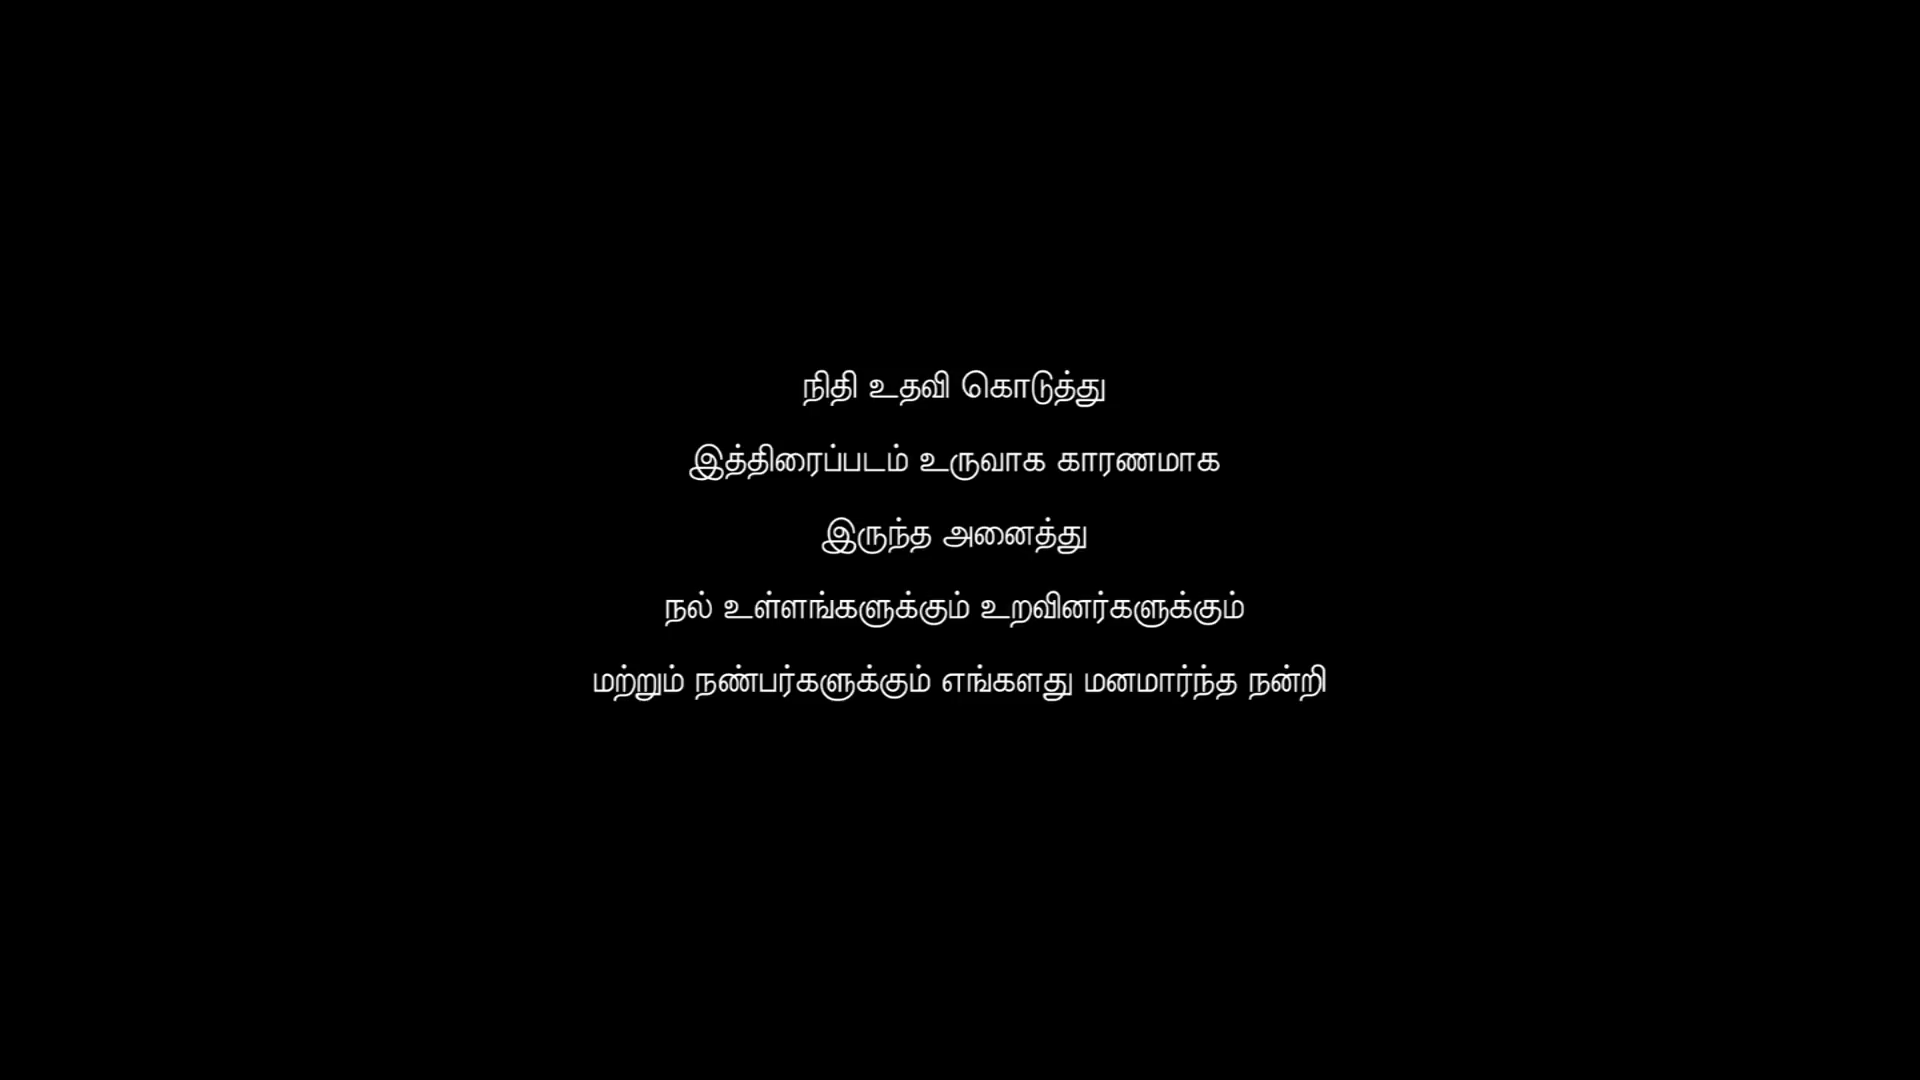 நிதி உதவி கொடுத்து
இத்திரைப்படம் உருவாக காரணமாக
இருந்த அனைத்து
நல் உள்ளங்களுக்கும் உறவினர்களுக்கும்
மற்றும் நண்பர்களுக்கும் எங்களது மனமார்ந்த நன்றி